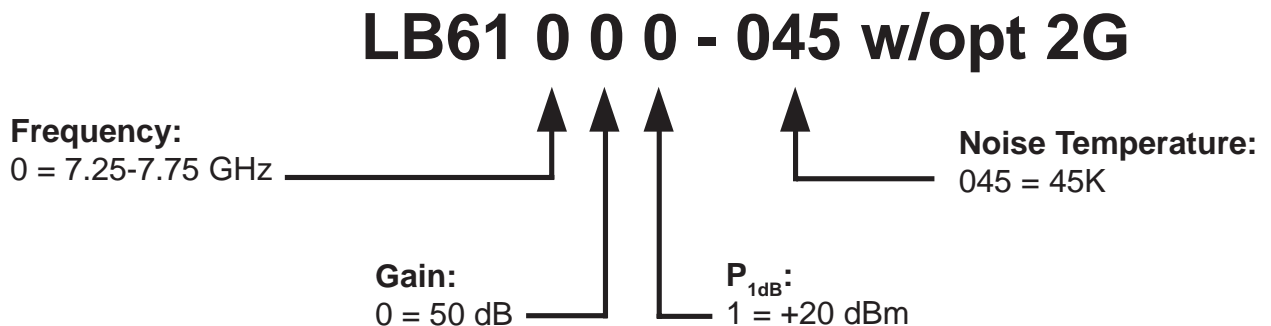 LB61 0 0 0 - 045 w/opt 2G
Frequency:
0 = 7.25-7.75 GHz
Noise Temperature:
045 = 45K
Gain:
0 = 50 dB
P1dB:
1 = +20 dBm